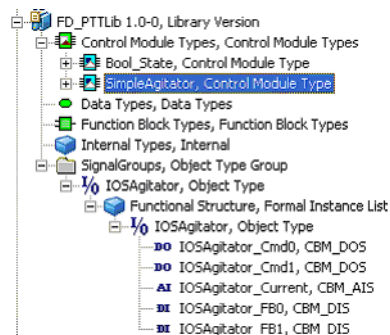 FD_PTTLib 1.0-0, Library Version
Control Module Types, Control Module Types
Bool_State, Control Module Type
SimpleAgitator, Control Module Type
Data Types, Data Types
Function Block Types, Function Block Types
Internal Types, Internal
SignalGroups, Object Type Group
I/O IOSAgitator, Object Type
Functional Structure, Formal Instance List
I/O IOSAgitator, Object Type
DO IOSAgitator_Cmd0, CBM_DOS
DO IOSAgitator_Cmd1, CBM_DOS
AI IOSAgitator_Current, CBM_AIS
DI IOSAgitator_FB0, CBM_DIS
DI IOSAgitator_FB1, CBM_DIS